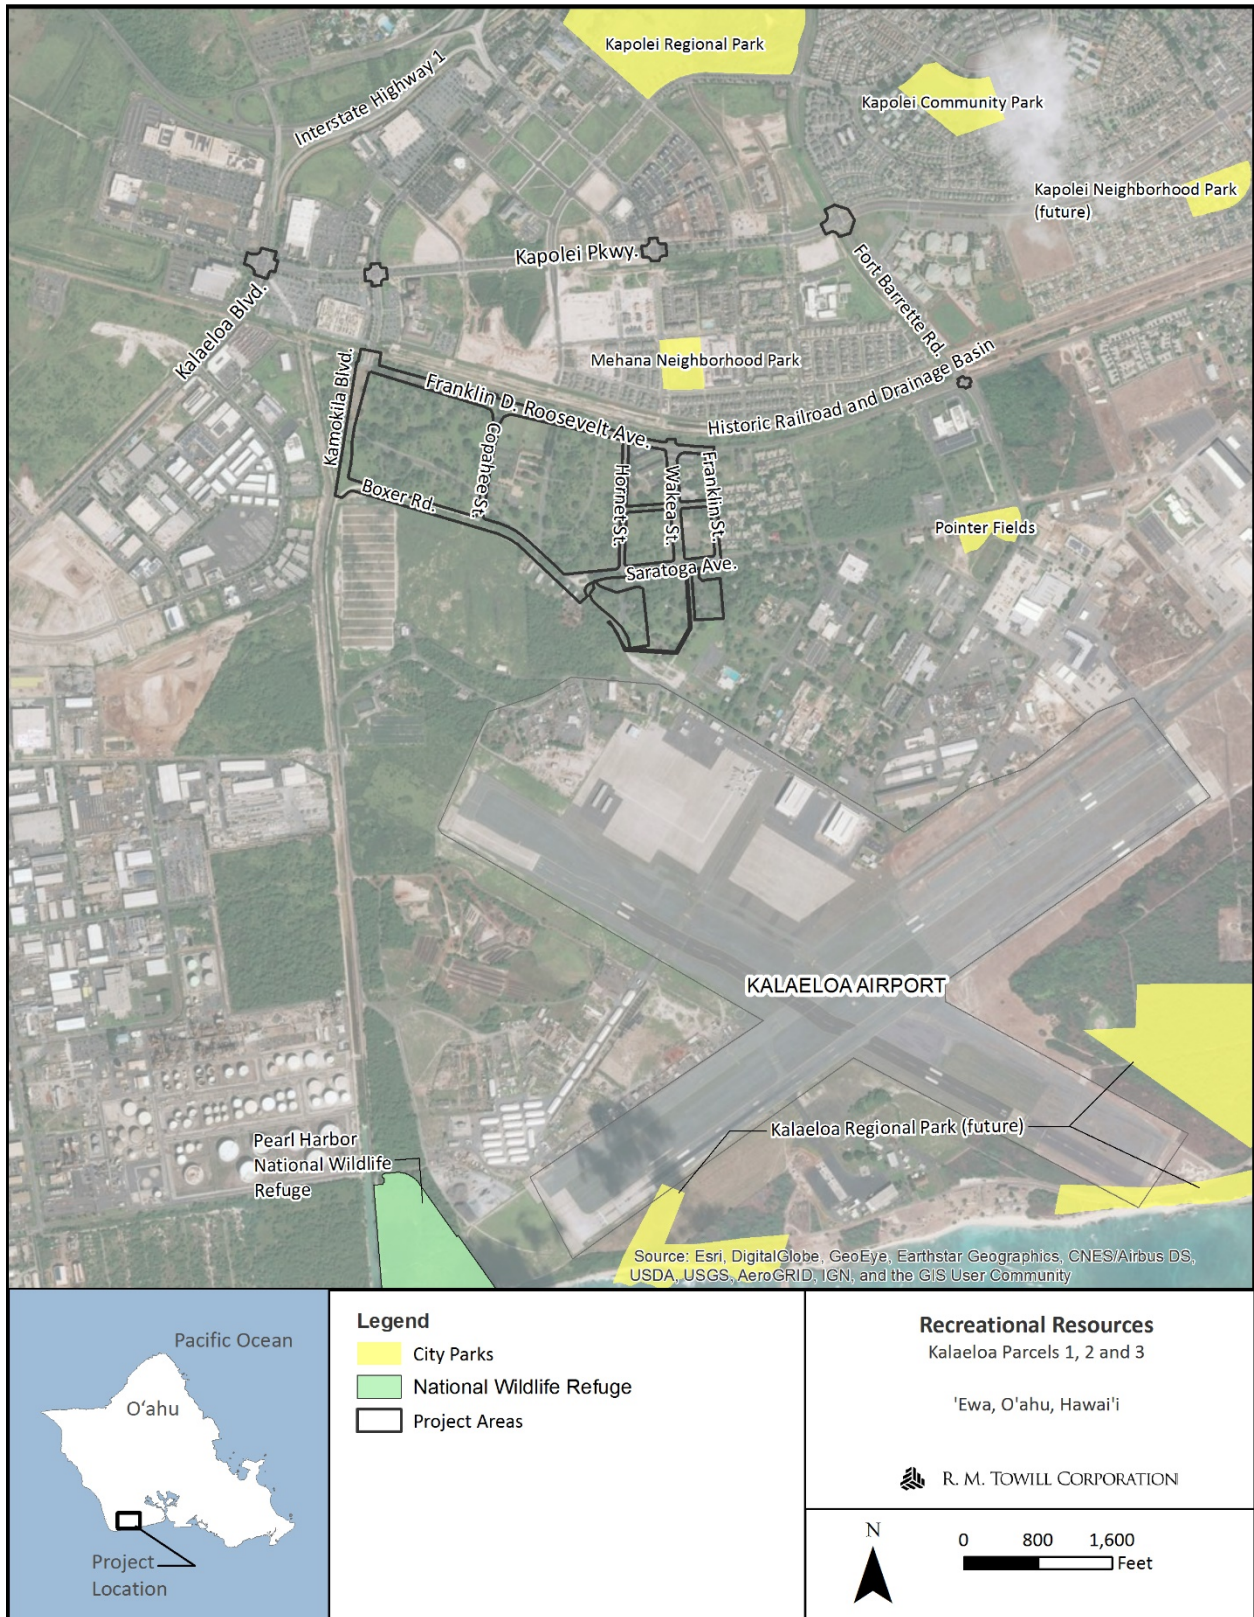 Kapolei Regional Park
Interstate Highway 1
Kapolei Community Park
Kapolei Neighborhood Park
(future)
Kapolei Pkwy.
Fort Barrette Rd.
Kalaeloa Blvd.
Mehana Neighborhood Park
Historic Railroad and Drainage Basin
Kamokila Blvd.
Franklin D. Roosevelt Ave.
Copahee St.
Hornet St.
Wakea St.
Franklin St.
Boxer Rd.
Pointer Fields
Saratoga Ave.
KALAELOA AIRPORT
Kalaeloa Regional Park (future)
Pearl Harbor
National Wildlife
Refuge
Source: Esri, DigitalGlobe, GeoEye, Earthstar Geographics, CNES/Airbus DS,
USDA, USGS, AeroGRID, IGN, and the GIS User Community
Pacific Ocean
O'ahu
Project
Location
Legend
City Parks
National Wildlife Refuge
Project Areas
Recreational Resources
Kalaeloa Parcels 1, 2 and 3
'Ewa, O'ahu, Hawai'i
R. M. TOWILL CORPORATION
N
0 800 1,600
Feet